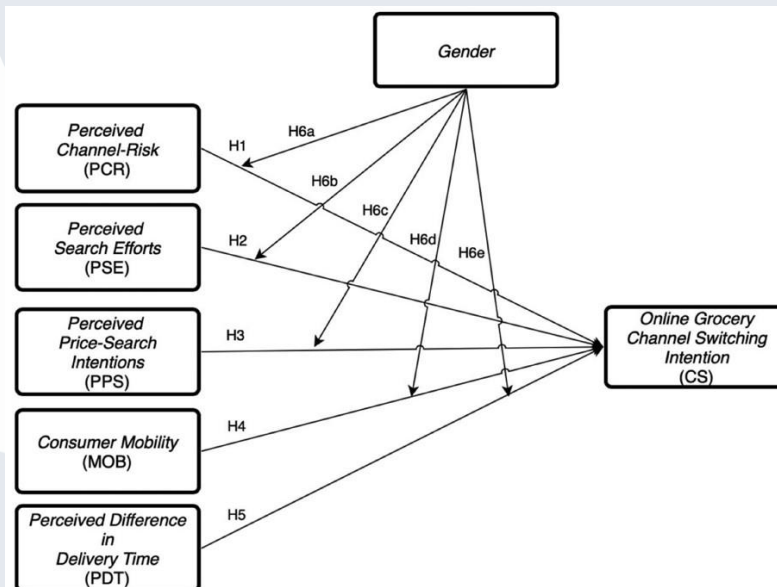 Gender
Perceived
Channel-Risk
(PCR)
H1
H6a
H6b
Perceived
Search Efforts
(PSE)
H2
H6c
H6d
H6e
Perceived
Price-Search
Intentions
(PPS)
H3
Online Grocery
Channel Switching
Intention
(CS)
Consumer Mobility
(MOB)
H4
Perceived Difference
in
Delivery Time
(PDT)
H5